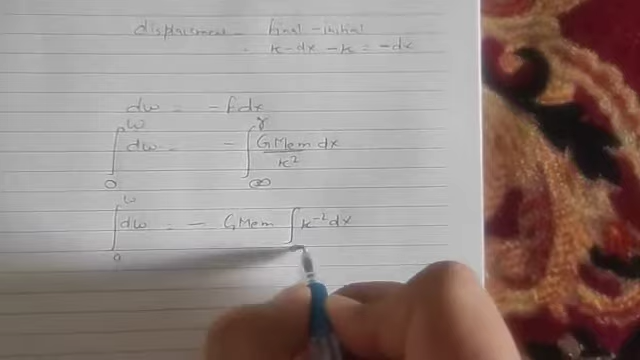 displacement = final - initial
= x - dx - x = - dx
dw = - F dx
∫₀ʷ dw = - ∫_∞^r GMem/x² dx
∫₀ʷ dw = - GMem ∫ x⁻² dx